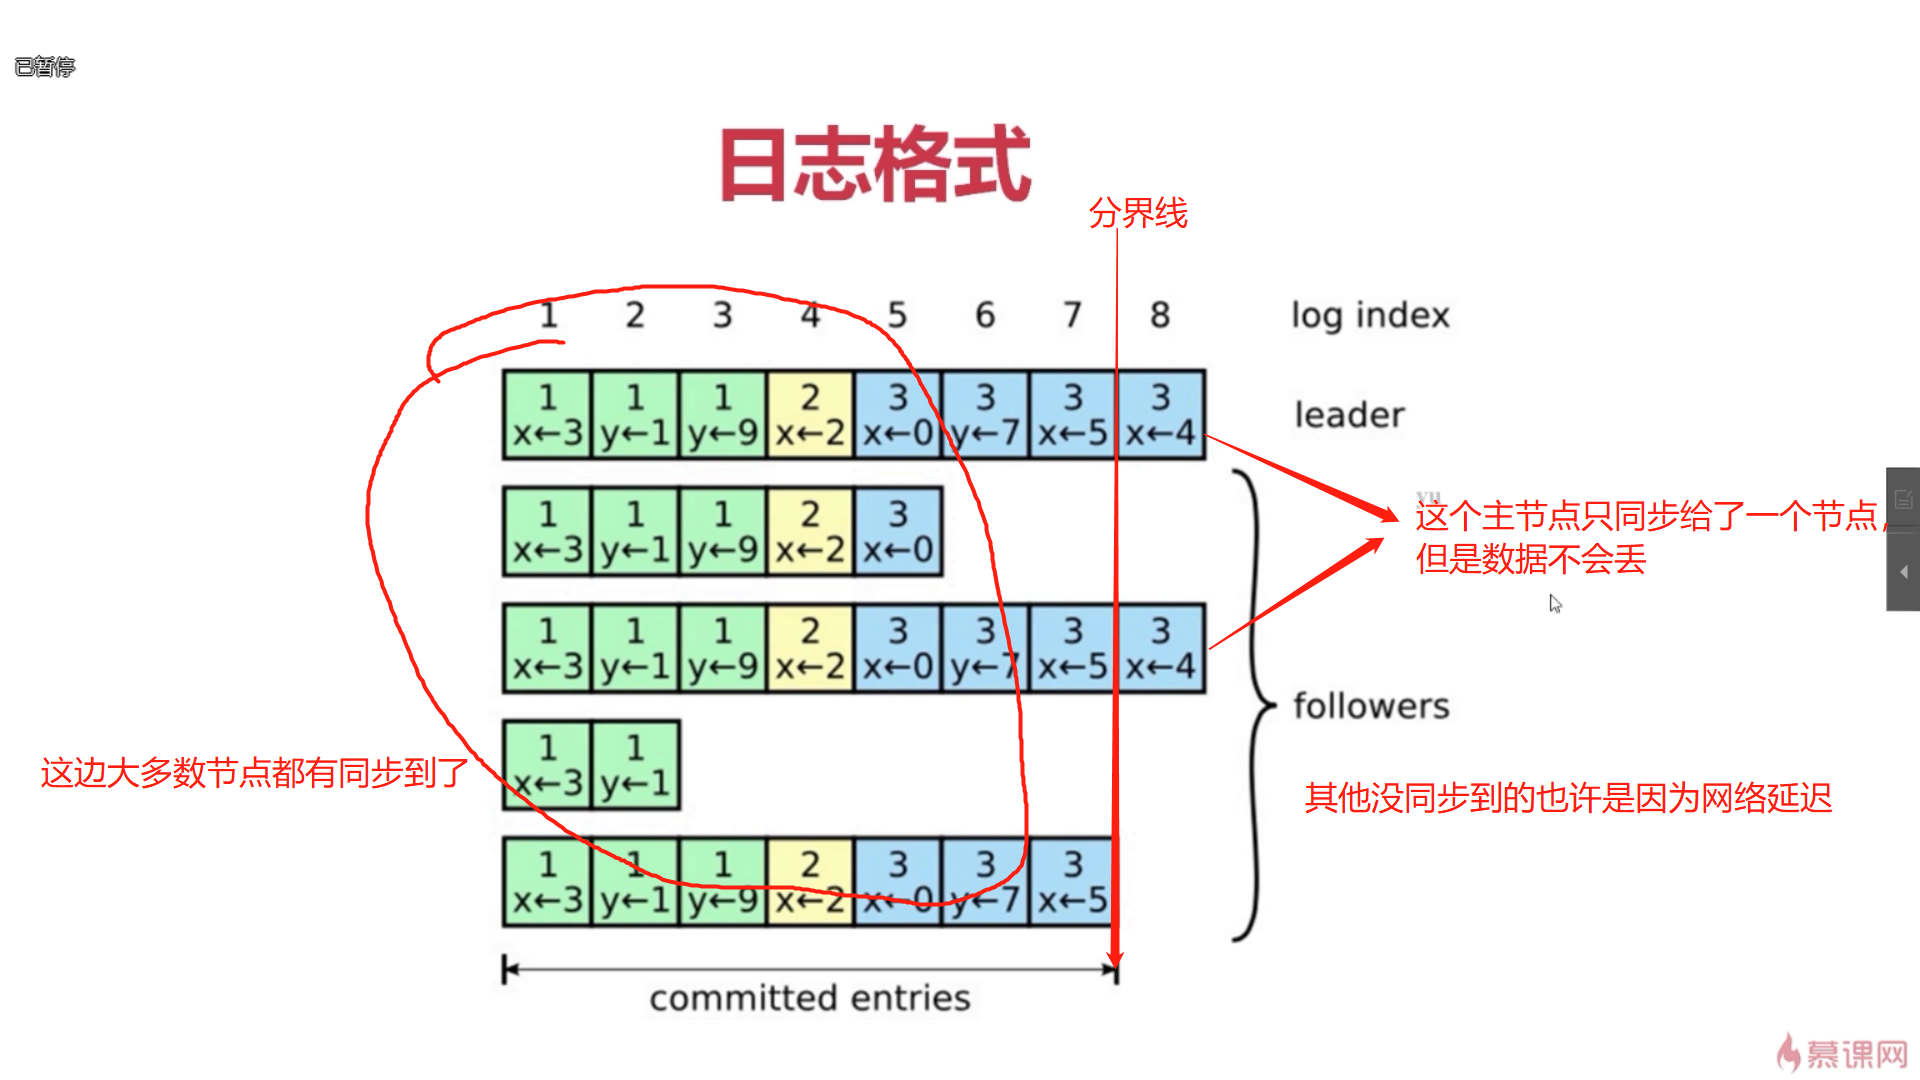 已暂停
日志格式
分界线
1 2 3 4 5 6 7 8 log index
1 1 1 2 3 3 3 3
x←3 y←1 y←9 x←2 x←0 y←7 x←5 x←4
leader
1 1 1 2 3
x←3 y←1 y←9 x←2 x←0
这个主节点只同步给了一个节点，
但是数据不会丢
1 1 1 2 3 3 3 3
x←3 y←1 y←9 x←2 x←0 y←7 x←5 x←4
followers
1 1
x←3 y←1
这边大多数节点都有同步到了
其他没同步到的也许是因为网络延迟
1 1 1 2 3 3 3
x←3 y←1 y←9 x←2 x←0 y←7 x←5
committed entries
慕课网